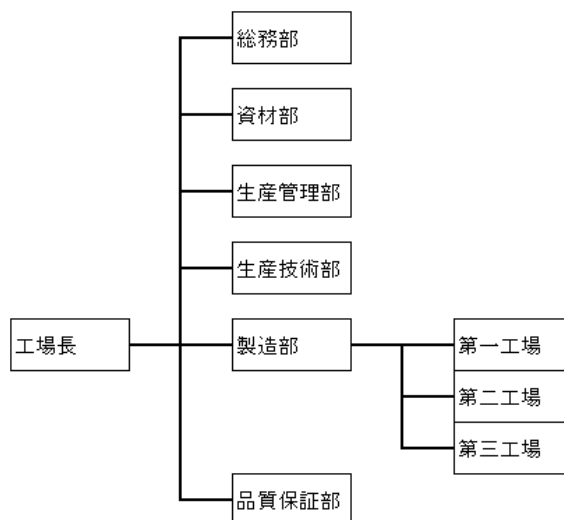 総務部
資材部
生産管理部
生産技術部
工場長
製造部
第一工場
第二工場
第三工場
品質保証部